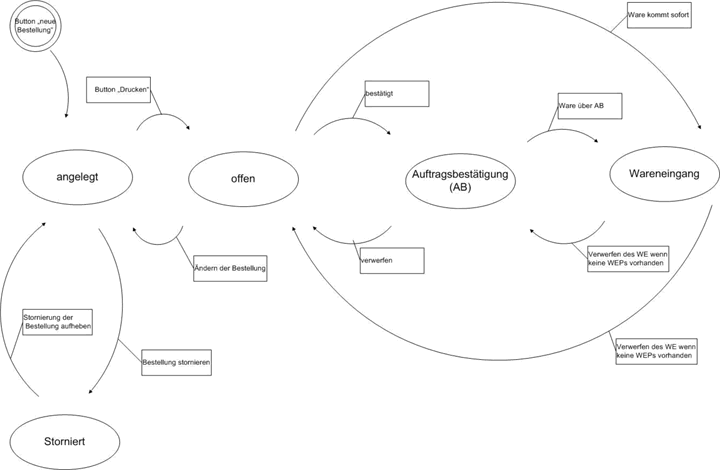 Button „neue
Bestellung“
Ware kommt sofort
Button „Drucken“
bestätigt
Ware über AB
angelegt
offen
Auftragsbestätigung
(AB)
Wareneingang
Ändern der Bestellung
verwerfen
Verwerfen des WE wenn
keine WEPs vorhanden
Stornierung der
Bestellung aufheben
Bestellung stornieren
Verwerfen des WE wenn
keine WEPs vorhanden
Storniert